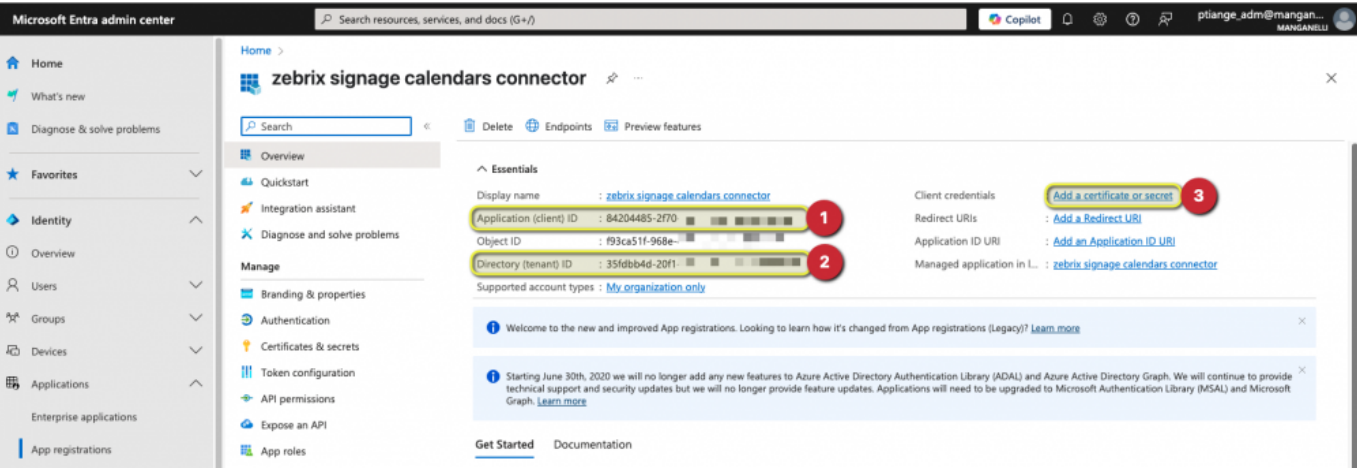 Microsoft Entra admin center
Search resources, services, and docs (G+/)
Copilot
ptiange_adm@mangan...
MANGANELLI
Home
What's new
Diagnose & solve problems
Favorites
Identity
Overview
Users
Groups
Devices
Applications
Enterprise applications
App registrations
Home >
zebrix signage calendars connector
Search
Overview
Quickstart
Integration assistant
Diagnose and solve problems
Manage
Branding & properties
Authentication
Certificates & secrets
Token configuration
API permissions
Expose an API
App roles
Delete
Endpoints
Preview features
Essentials
Display name : zebrix signage calendars connector
Application (client) ID : 84204485-2f70- 1
Object ID : f93ca51f-968e-
Directory (tenant) ID : 35fdbb4d-20f1- 2
Supported account types : My organization only
Client credentials : Add a certificate or secret 3
Redirect URIs : Add a Redirect URI
Application ID URI : Add an Application ID URI
Managed application in l... : zebrix signage calendars connector
Welcome to the new and improved App registrations. Looking to learn how it's changed from App registrations (Legacy)? Learn more
Starting June 30th, 2020 we will no longer add any new features to Azure Active Directory Authentication Library (ADAL) and Azure Active Directory Graph. We will continue to provide
technical support and security updates but we will no longer provide feature updates. Applications will need to be upgraded to Microsoft Authentication Library (MSAL) and Microsoft
Graph. Learn more
Get Started
Documentation